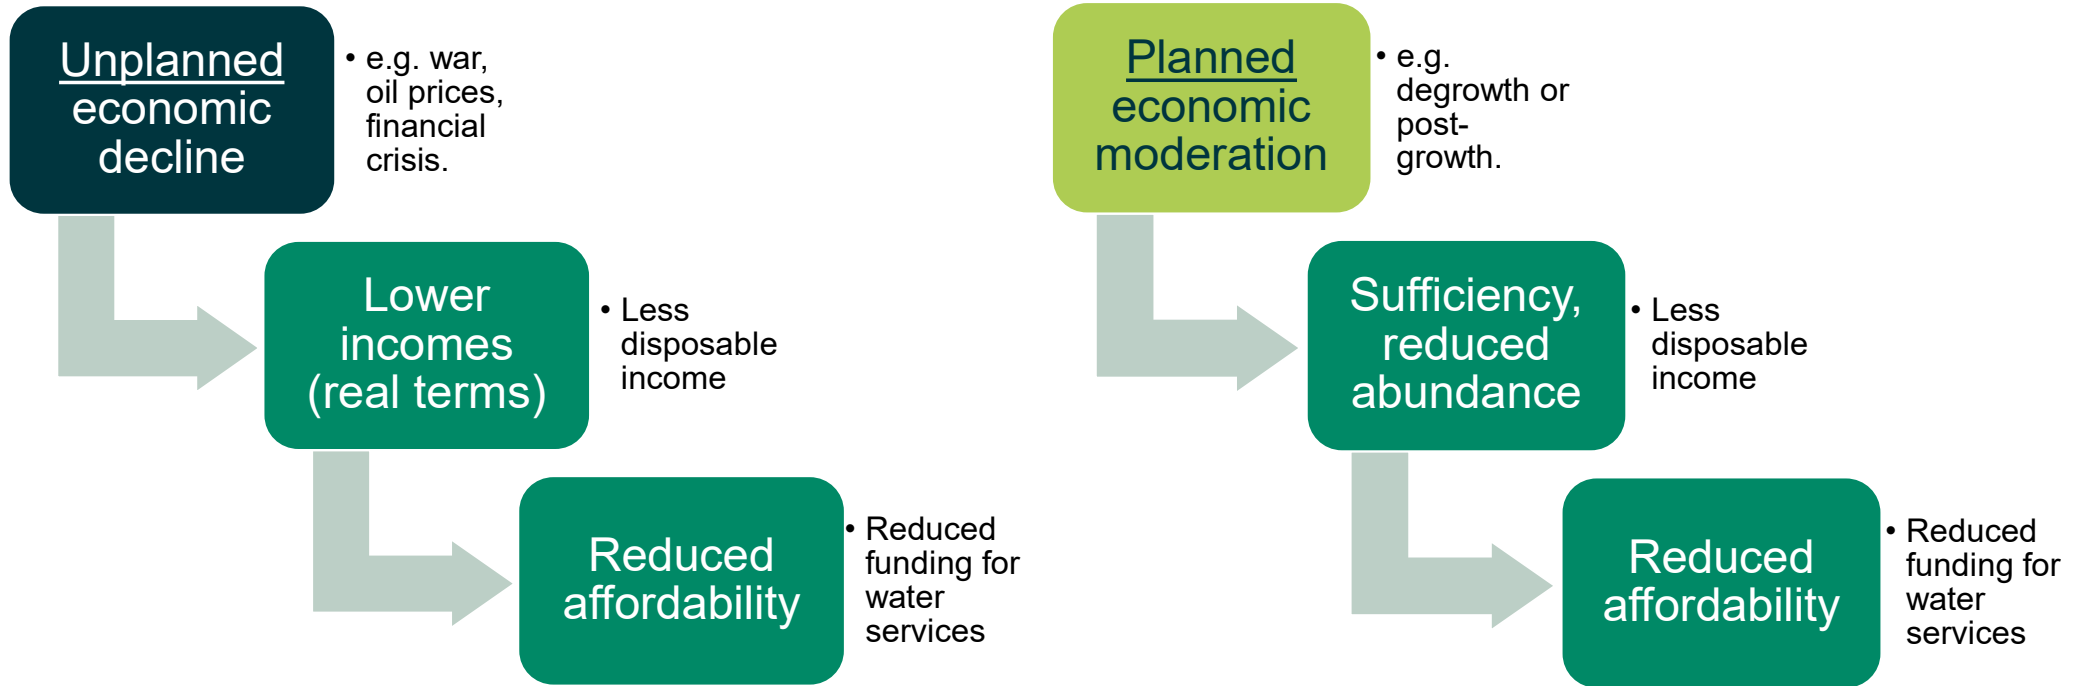 Unplanned
economic
decline
• e.g. war,
oil prices,
financial
crisis.
Lower
incomes
(real terms)
• Less
disposable
income
Reduced
affordability
• Reduced
funding for
water
services
Planned
economic
moderation
• e.g.
degrowth or
post-
growth.
Sufficiency,
reduced
abundance
• Less
disposable
income
Reduced
affordability
• Reduced
funding for
water
services